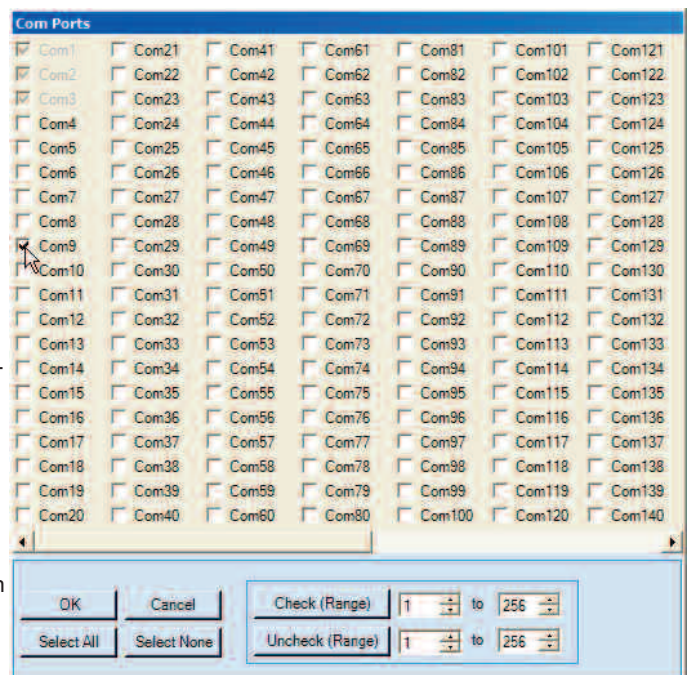 Com Ports
Com1 Com21 Com41 Com61 Com81 Com101 Com121
Com2 Com22 Com42 Com62 Com82 Com102 Com122
Com3 Com23 Com43 Com63 Com83 Com103 Com123
Com4 Com24 Com44 Com64 Com84 Com104 Com124
Com5 Com25 Com45 Com65 Com85 Com105 Com125
Com6 Com26 Com46 Com66 Com86 Com106 Com126
Com7 Com27 Com47 Com67 Com87 Com107 Com127
Com8 Com28 Com48 Com68 Com88 Com108 Com128
Com9 Com29 Com49 Com69 Com89 Com109 Com129
Com10 Com30 Com50 Com70 Com90 Com110 Com130
Com11 Com31 Com51 Com71 Com91 Com111 Com131
Com12 Com32 Com52 Com72 Com92 Com112 Com132
Com13 Com33 Com53 Com73 Com93 Com113 Com133
Com14 Com34 Com54 Com74 Com94 Com114 Com134
Com15 Com35 Com55 Com75 Com95 Com115 Com135
Com16 Com36 Com56 Com76 Com96 Com116 Com136
Com17 Com37 Com57 Com77 Com97 Com117 Com137
Com18 Com38 Com58 Com78 Com98 Com118 Com138
Com19 Com39 Com59 Com79 Com99 Com119 Com139
Com20 Com40 Com60 Com80 Com100 Com120 Com140
OK Cancel Check (Range) 1 to 256
Select All Select None Uncheck (Range) 1 to 256